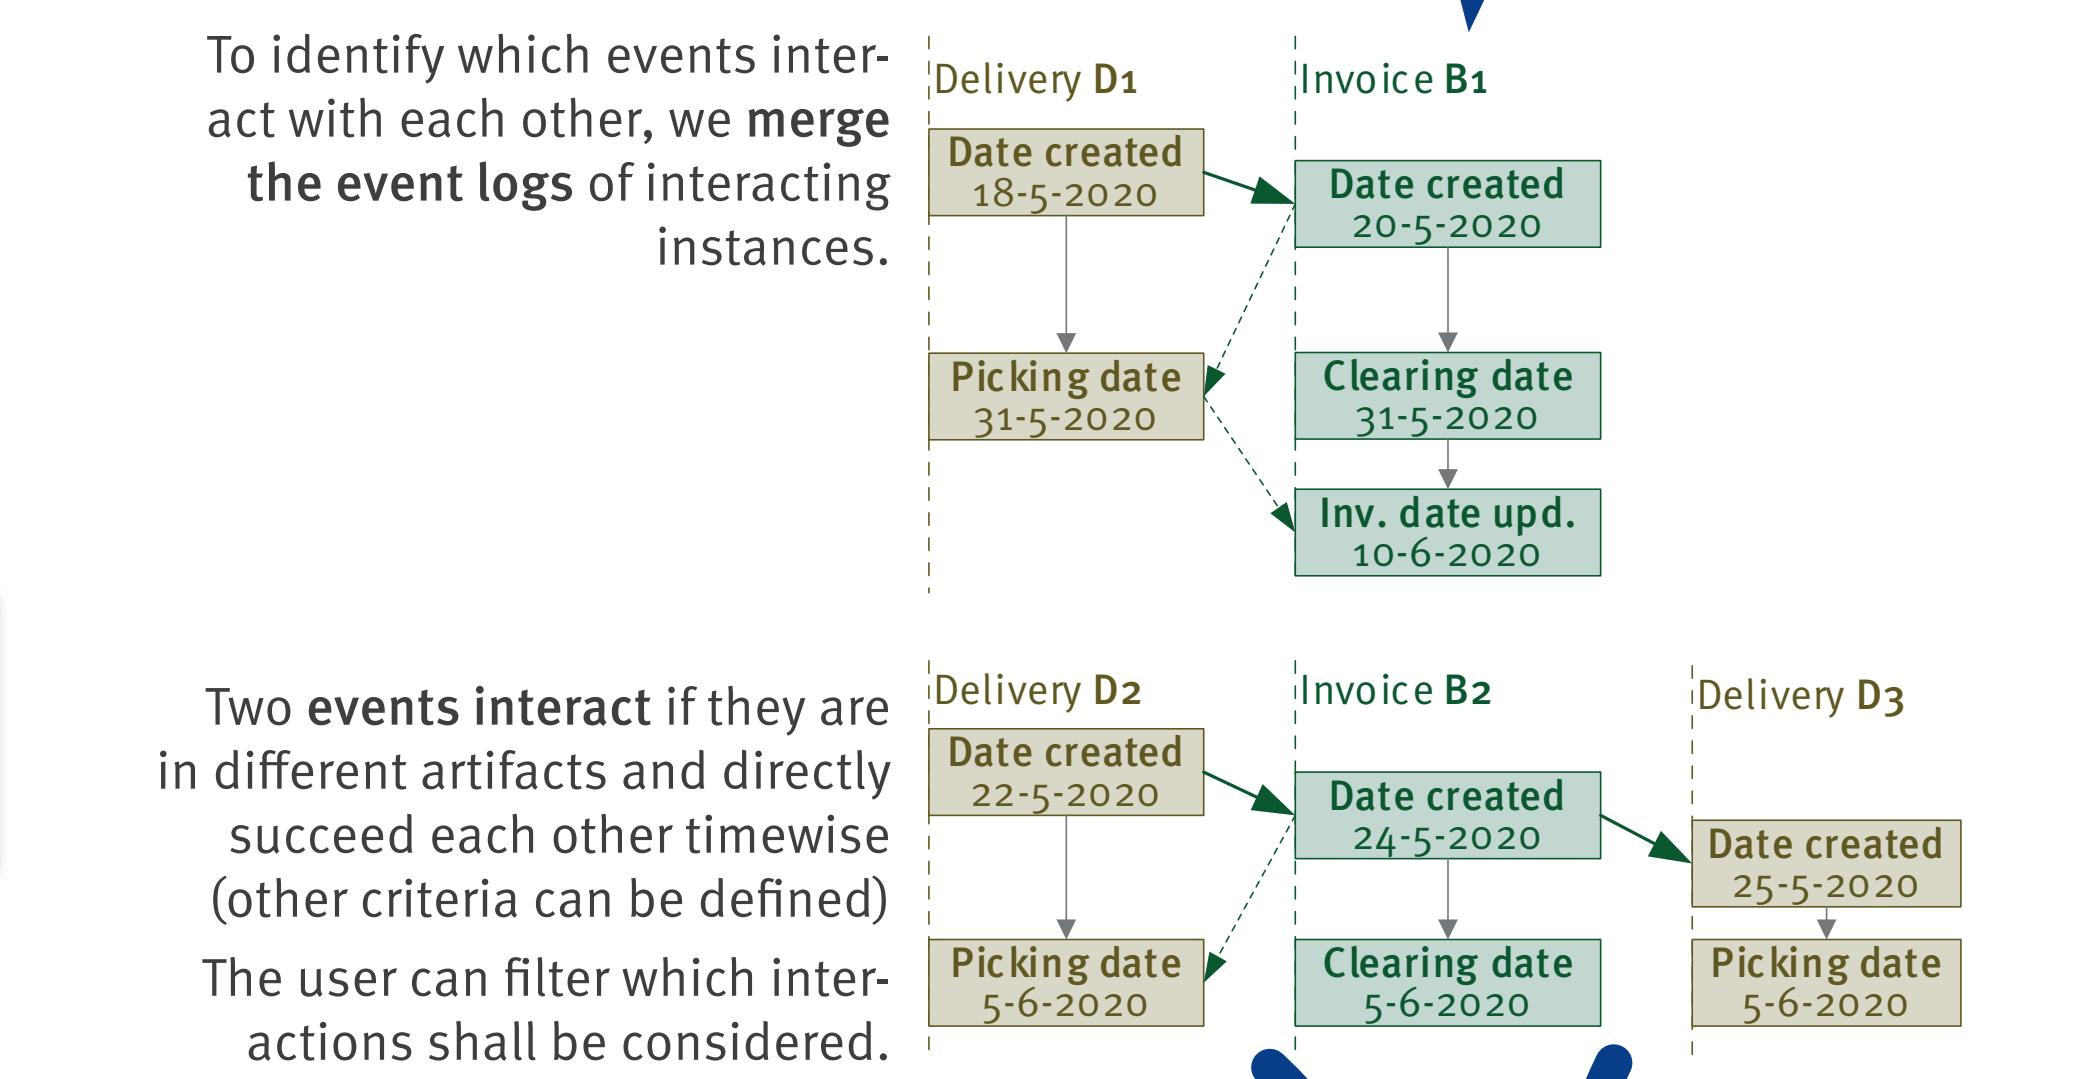 To identify which events inter-
act with each other, we merge
the event logs of interacting
instances.
Delivery D1
Invoice B1
Date created
18-5-2020
Date created
20-5-2020
Picking date
31-5-2020
Clearing date
31-5-2020
Inv. date upd.
10-6-2020
Two events interact if they are
in different artifacts and directly
succeed each other timewise
(other criteria can be defined)
The user can filter which inter-
actions shall be considered.
Delivery D2
Invoice B2
Delivery D3
Date created
22-5-2020
Date created
24-5-2020
Date created
25-5-2020
Picking date
5-6-2020
Clearing date
5-6-2020
Picking date
5-6-2020